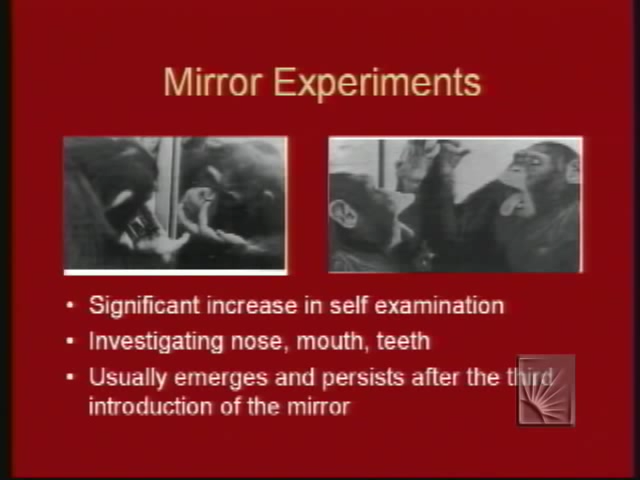 Mirror Experiments
• Significant increase in self examination
• Investigating nose, mouth, teeth
• Usually emerges and persists after the third
introduction of the mirror